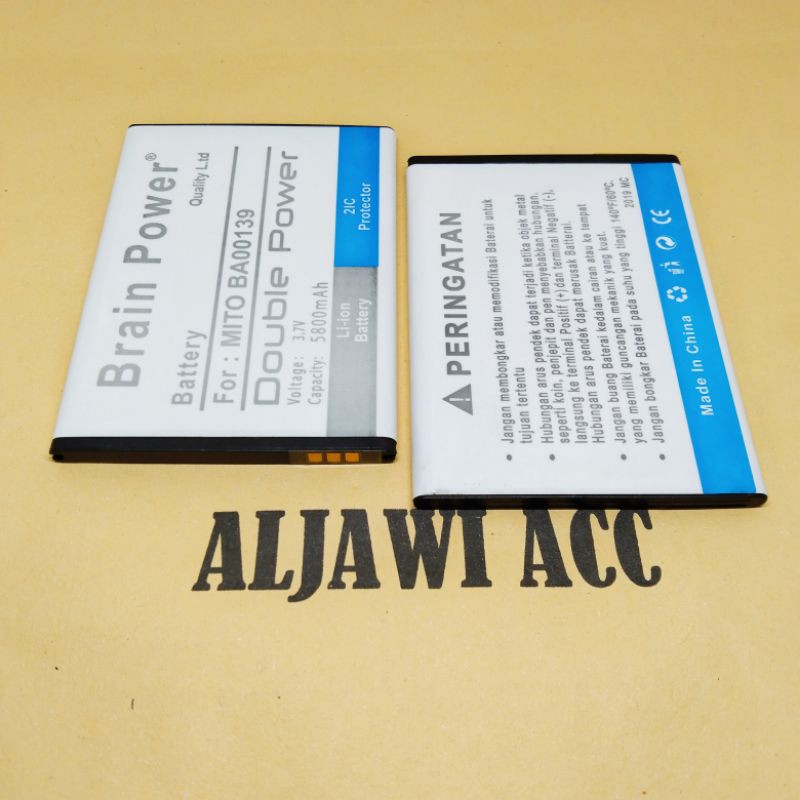 Brain Power®
Quality L.td
Battery
For : MITO BA00139
Double Power
Voltage: 3.7V
Capacity: 5800mAh
Li-ion
Battery
2IC
Protector
PERINGATAN
• Jangan membongkar atau memodifikasi Baterai untuk
tujuan tertentu
• Hubungan arus pendek dapat terjadi ketika objek metal
seperti koin, penjepit dan pen menyebabkan hubungan.
langsung ke terminal Positif (+) dan terminal Negatif (-),
Hubungan arus pendek dapat merusak Batterai.
• Jangan buang Baterai kedalam cairan atau ke tempat
yang memiliki guncangan mekanik yang kuat.
• Jangan bongkar Baterai pada suhu yang tinggi 140ºF/60ºC.
2019 MC
Made In China
CE
ALJAWI ACC